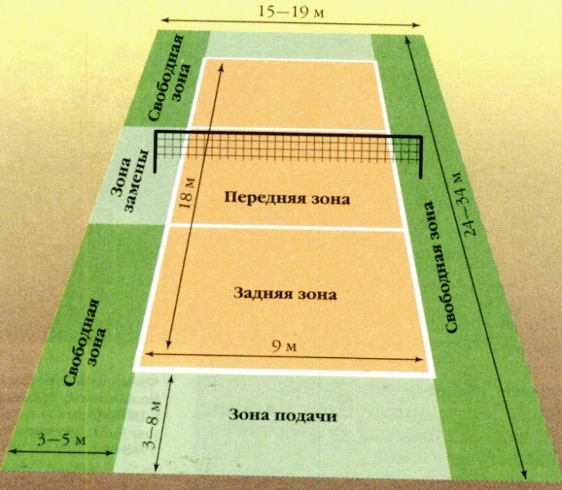 15—19 м
Свободная
зона
Зона
замены
18 м
Передняя зона
24—34 м
Свободная зона
Задняя зона
Свободная
зона
9 м
Зона подачи
3—8 м
3—5 м